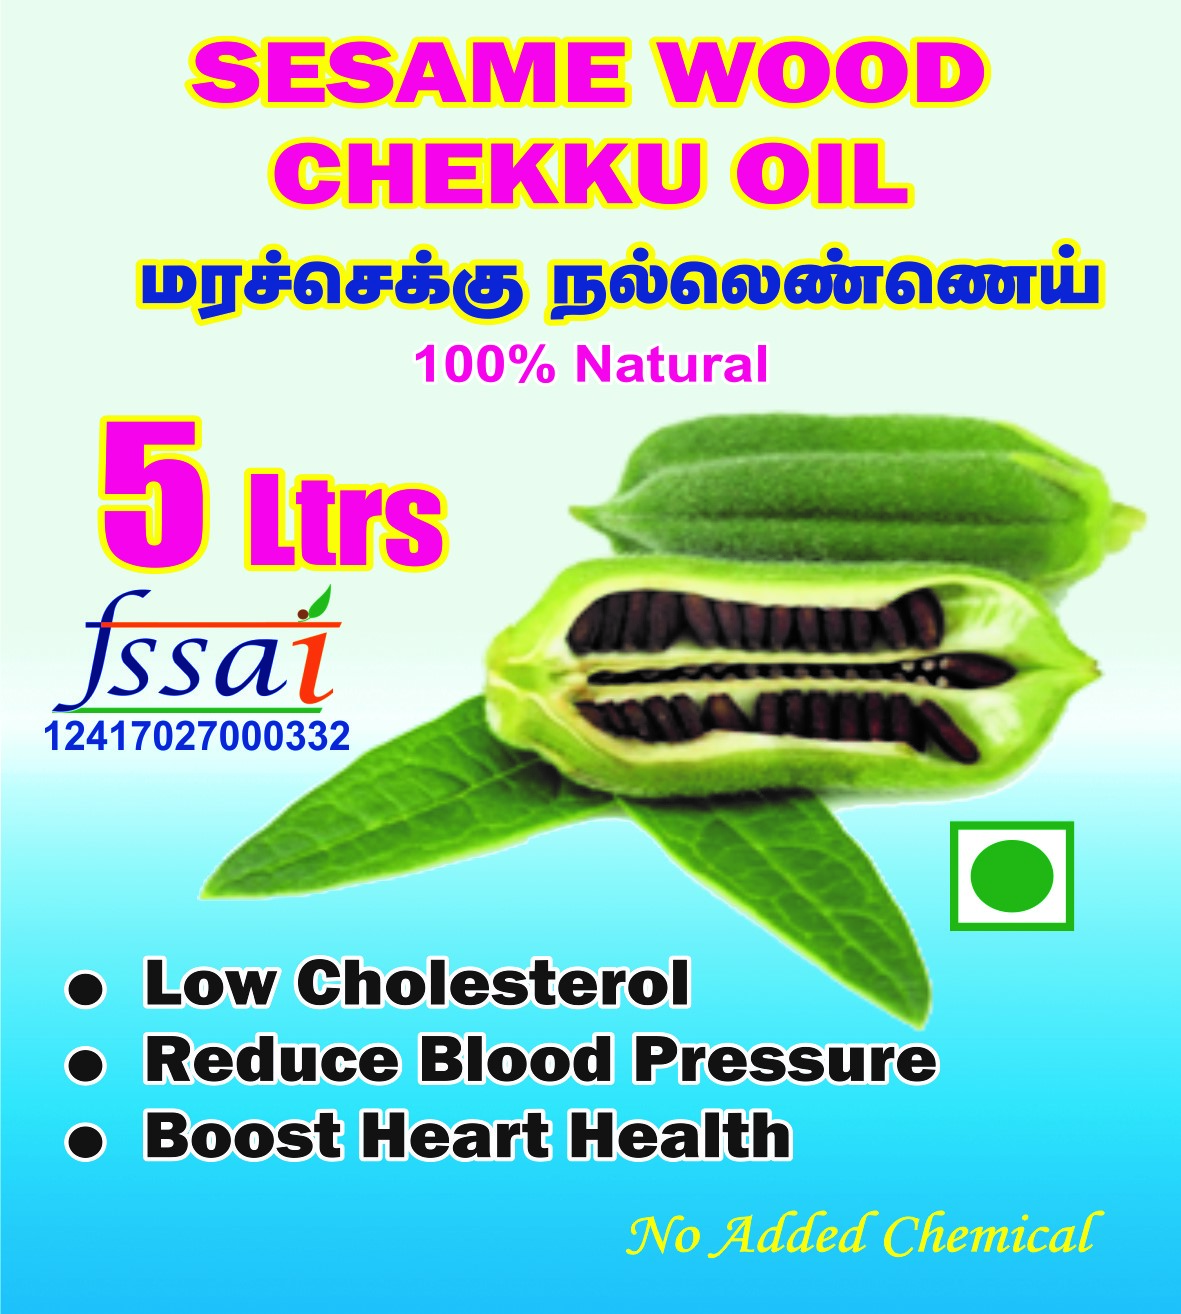 SESAME WOOD
CHEKKU OIL
மரச்செக்கு நல்லெண்ணெய்
100% Natural
5 Ltrs
fssai
12417027000332
● Low Cholesterol
● Reduce Blood Pressure
● Boost Heart Health
No Added Chemical